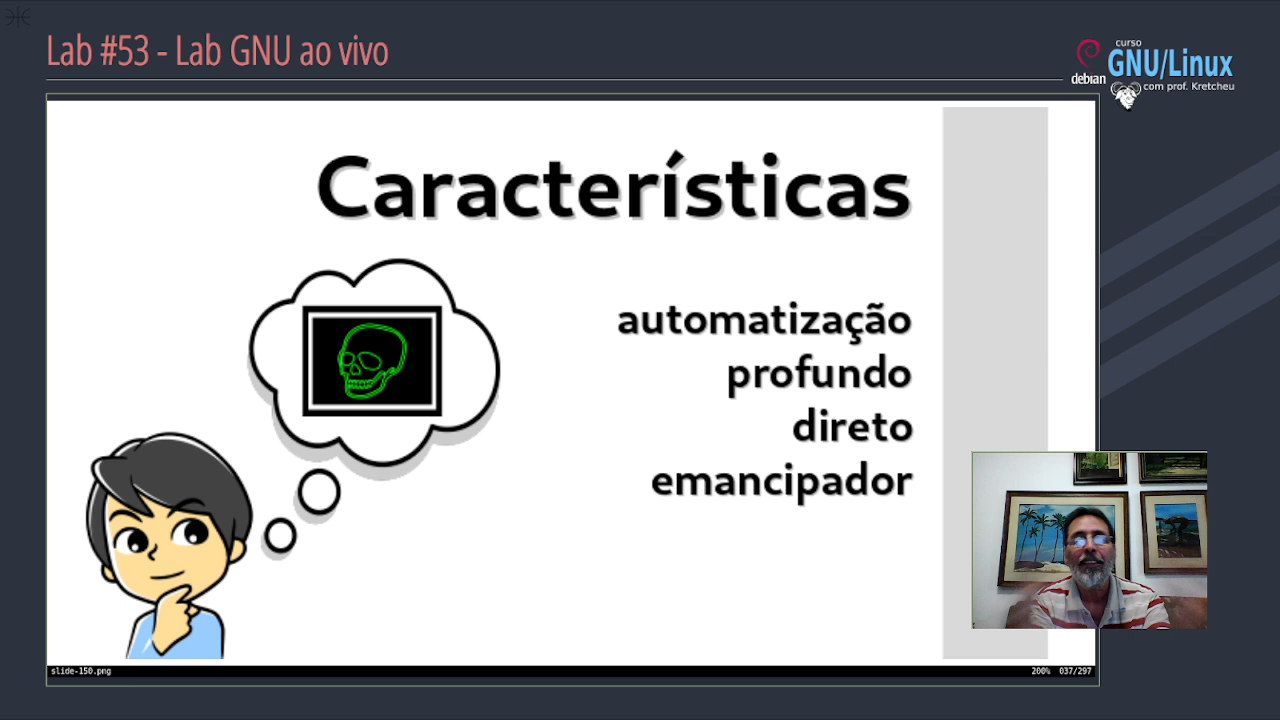 Lab #53 - Lab GNU ao vivo
curso
GNU/Linux
debian
com prof. Kretcheu
Características
automatização
profundo
direto
emancipador
slide-150.png
200% 037/297